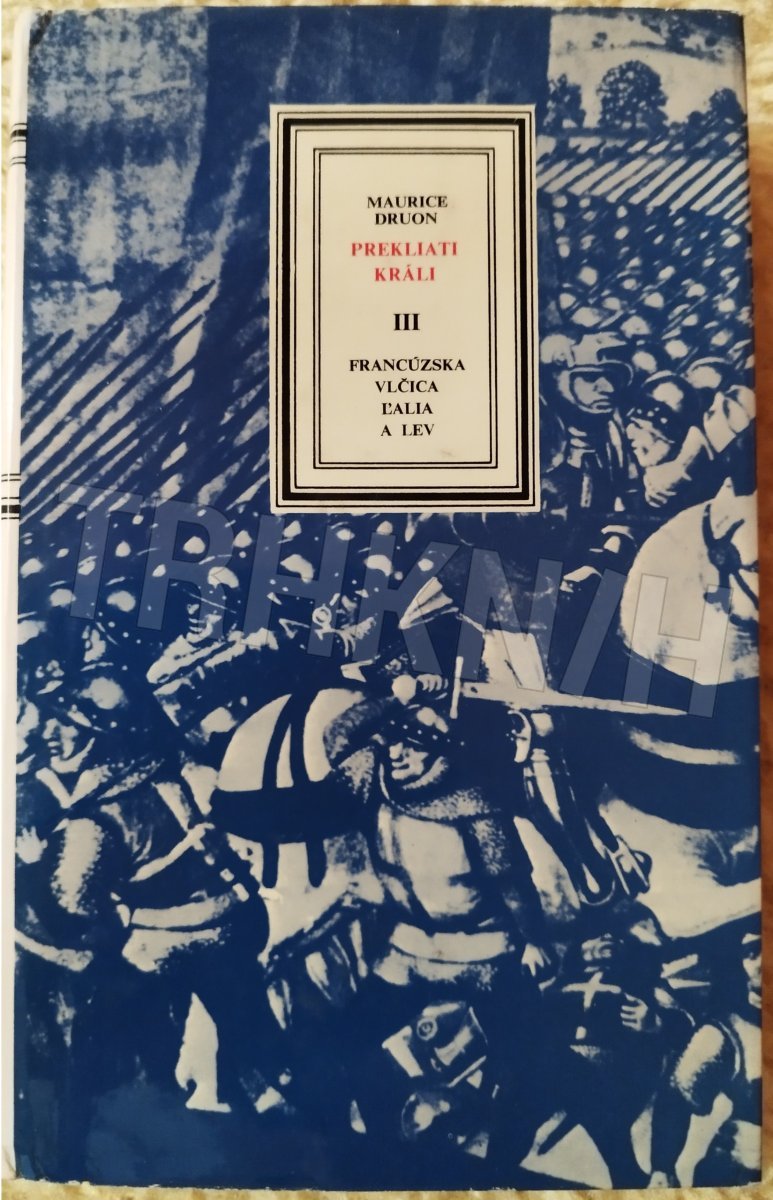 MAURICE
DRUON
PREKLIATI
KRÁLI
III
FRANCÚZSKA
VLČICA
ĽALIA
A LEV
TRHKNÍH